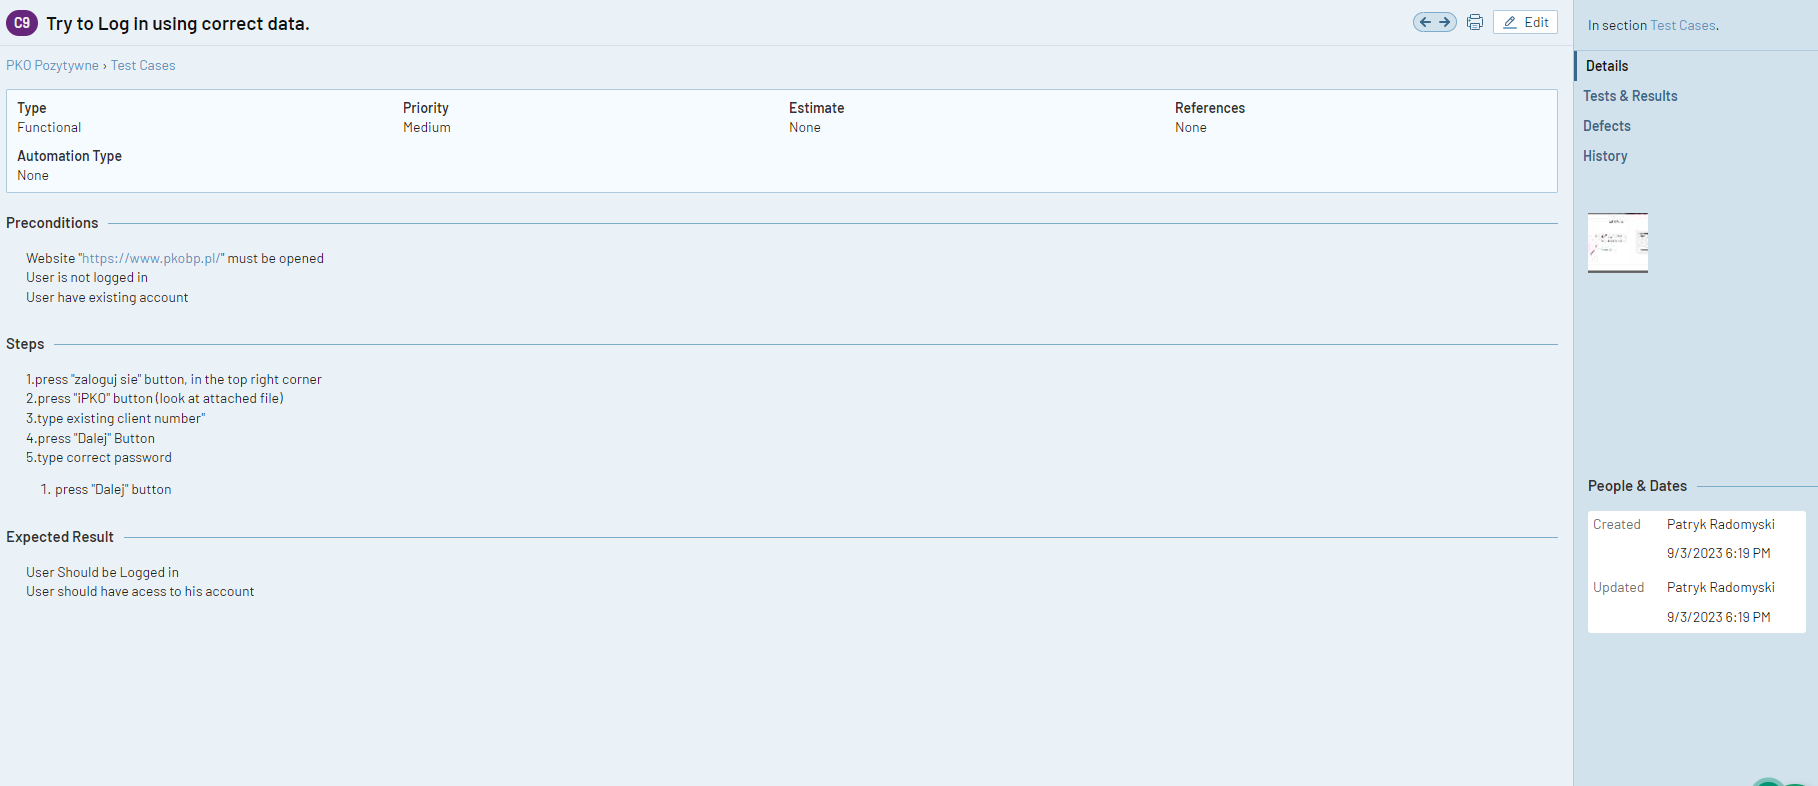 C9 Try to Log in using correct data.
Edit
PKO Pozytywne › Test Cases
Type
Functional
Priority
Medium
Estimate
None
References
None
Automation Type
None
Preconditions
Website "https://www.pkobp.pl/" must be opened
User is not logged in
User have existing account
Steps
1.press "zaloguj sie" button, in the top right corner
2.press "iPKO" button (look at attached file)
3.type existing client number"
4.press "Dalej" Button
5.type correct password
1. press "Dalej" button
Expected Result
User Should be Logged in
User should have acess to his account
In section Test Cases.
Details
Tests & Results
Defects
History
People & Dates
Created Patryk Radomyski
9/3/2023 6:19 PM
Updated Patryk Radomyski
9/3/2023 6:19 PM